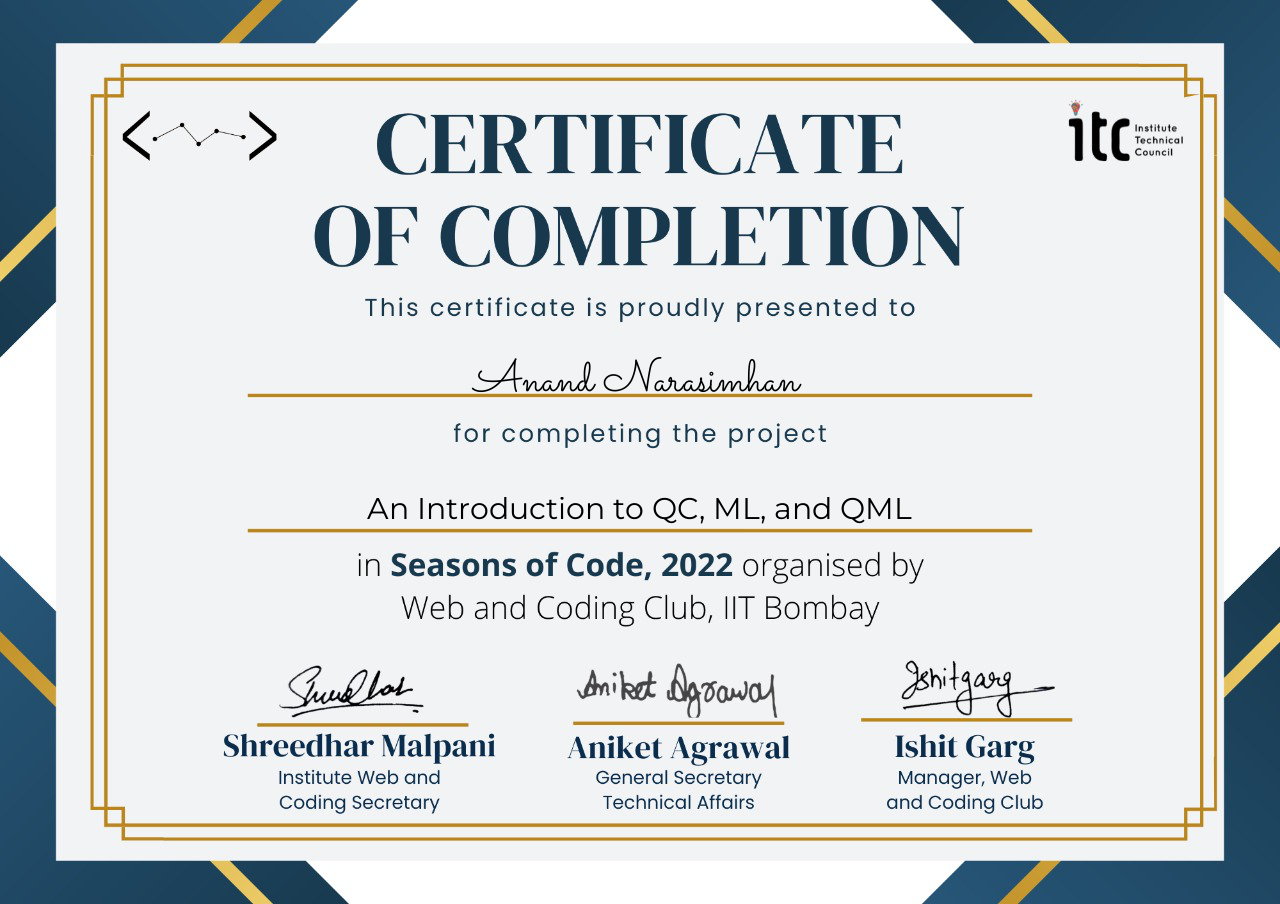 CERTIFICATE
OF COMPLETION
itc Institute
Technical
Council
This certificate is proudly presented to
Anand Narasimhan
for completing the project
An Introduction to QC, ML, and QML
in Seasons of Code, 2022 organised by
Web and Coding Club, IIT Bombay
Shreedhar
Aniket Agrawal
Ishitgarg
Shreedhar Malpani
Institute Web and
Coding Secretary
Aniket Agrawal
General Secretary
Technical Affairs
Ishit Garg
Manager, Web
and Coding Club